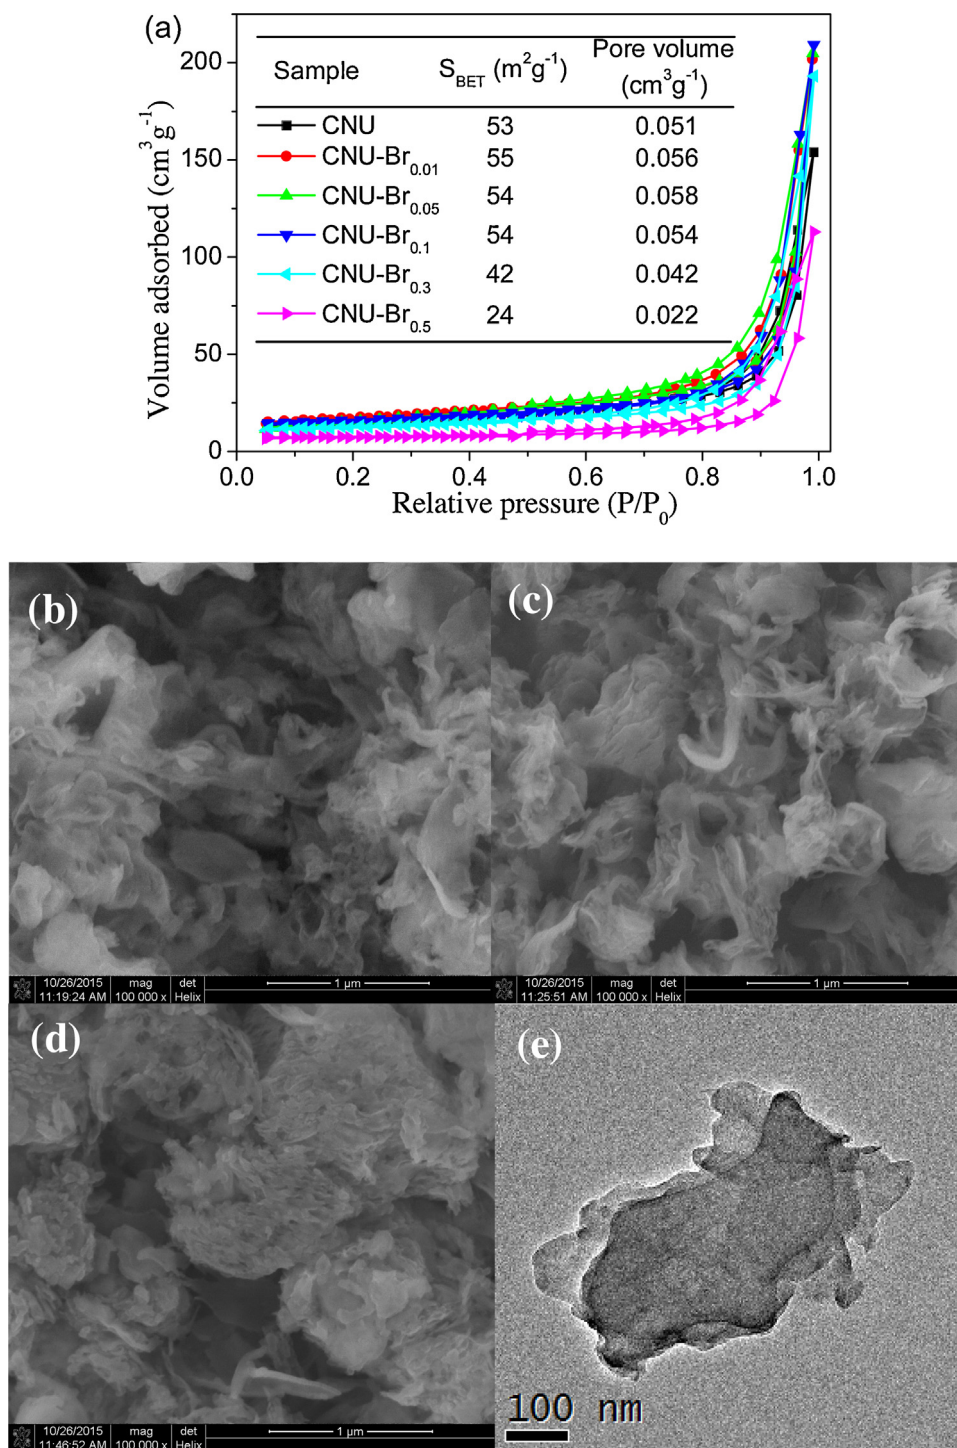 (a)
Sample S_BET (m²g⁻¹) Pore volume (cm³g⁻¹)
CNU 53 0.051
CNU-Br₀.₀₁ 55 0.056
CNU-Br₀.₀₅ 54 0.058
CNU-Br₀.₁ 54 0.054
CNU-Br₀.₃ 42 0.042
CNU-Br₀.₅ 24 0.022
Volume adsorbed (cm³g⁻¹)
200
150
100
50
0
0.0 0.2 0.4 0.6 0.8 1.0
Relative pressure (P/P₀)
(b)
10/26/2015 mag det
11:19:24 AM 100 000 x Helix
1 µm
(c)
10/26/2015 mag det
11:25:51 AM 100 000 x Helix
1 µm
(d)
10/26/2015 mag det
11:46:52 AM 100 000 x Helix
1 µm
(e)
100 nm